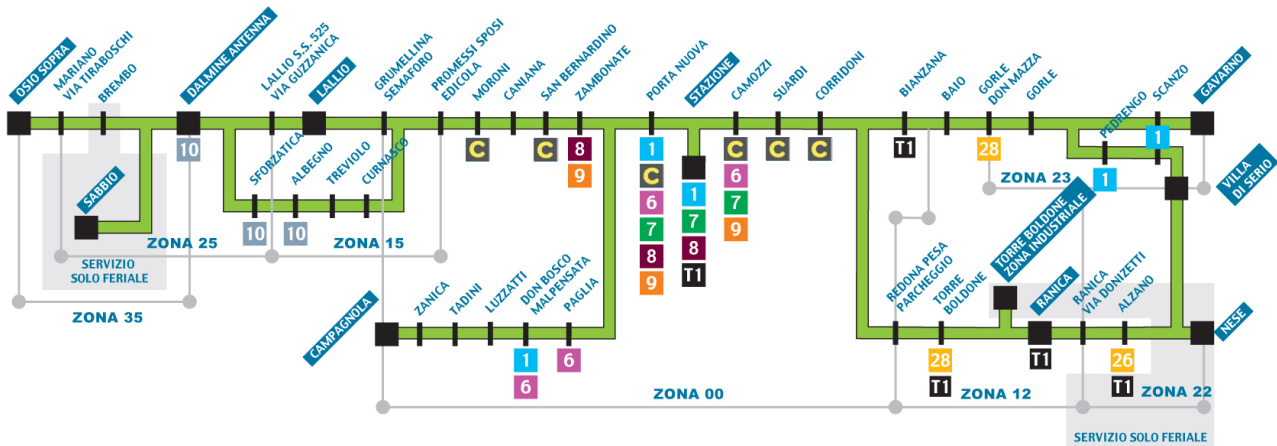 OSIO SOPRA
MARIANO
VIA TIRABOSCHI
BREMBO
DALMINE ANTENNA
LALLIO S.S. 525
VIA GUZZANICA
LALLIO
GRUMELLINA
SEMAFORO
PROMESSI SPOSI
EDICOLA
MORONI
CANIANA
SAN BERNARDINO
ZAMBONATE
PORTA NUOVA
STAZIONE
CAMOZZI
SUARDI
CORRIDONI
BIANZANA
BAIO
GORLE
DON MAZZA
GORLE
PEDRENGO
SCANZO
GAVARNO
10
C
C
8
9
1
C
6
7
8
9
1
7
8
T1
C
6
7
9
C
C
T1
28
1
1
SABBIO
SFORZATICA
ALBEGNO
TREVIOLO
CURNASCO
10
10
ZONA 23
VILLA
DI SERIO
ZONA 25
ZONA 15
SERVIZIO
SOLO FERIALE
ZONA 35
CAMPAGNOLA
ZANICA
TADINI
LUZZATTI
DON BOSCO
MALPENSATA
PAGLIA
1
6
6
REDONA PESA
PARCHEGGIO
TORRE
BOLDONE
TORRE BOLDONE
ZONA INDUSTRIALE
RANICA
RANICA
VIA DONIZETTI
ALZANO
NESE
28
T1
T1
26
T1
ZONA 00
ZONA 12
ZONA 22
SERVIZIO SOLO FERIALE